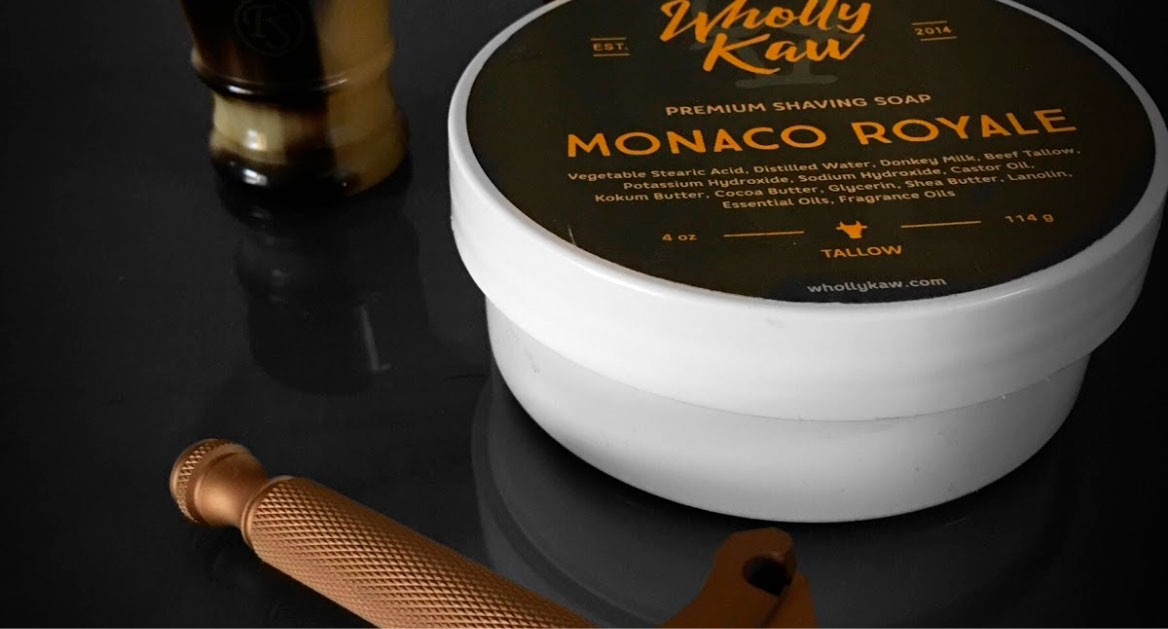 Wholly
Kaw
EST.
2014
PREMIUM SHAVING SOAP
MONACO ROYALE
Vegetable Stearic Acid, Distilled Water, Donkey Milk, Beef Tallow,
Potassium Hydroxide, Sodium Hydroxide, Castor Oil,
Kokum Butter, Cocoa Butter, Glycerin, Shea Butter, Lanolin,
Essential Oils, Fragrance Oils
4 oz
114 g
TALLOW
whollykaw.com